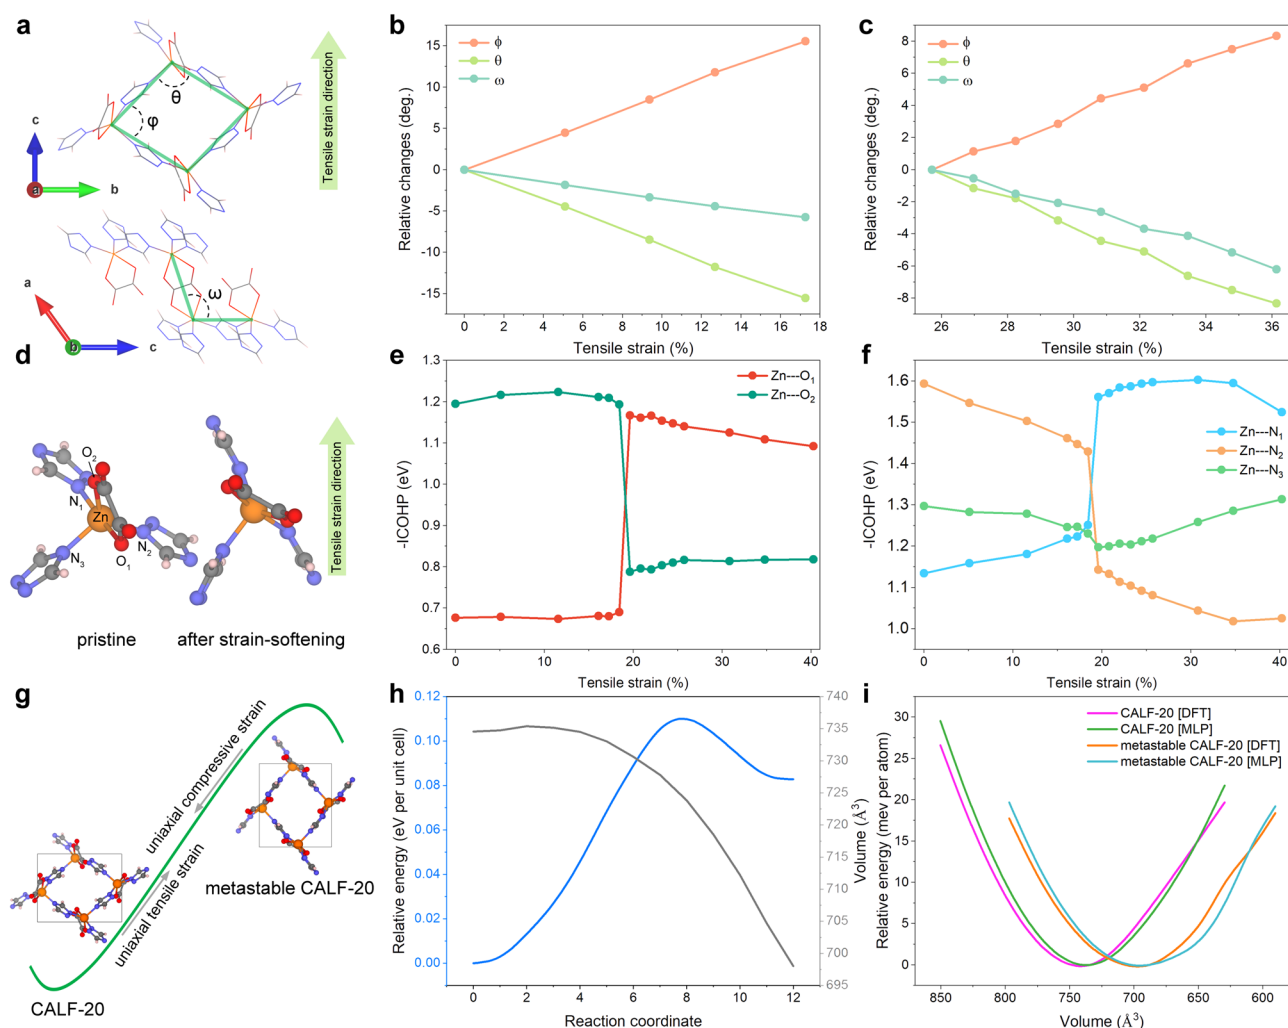 a
θ
φ
c
a
b
Tensile strain direction
a
b
c
ω
b
Relative changes (deg.)
15
10
5
0
-5
-10
-15
ϕ
θ
ω
0 2 4 6 8 10 12 14 16 18
Tensile strain (%)
c
Relative changes (deg.)
8
6
4
2
0
-2
-4
-6
-8
ϕ
θ
ω
26 28 30 32 34 36
Tensile strain (%)
d
O2
N1
Zn
N2
N3
O1
Tensile strain direction
pristine
after strain-softening
e
-ICOHP (eV)
1.3
1.2
1.1
1.0
0.9
0.8
0.7
0.6
Zn---O1
Zn---O2
0 10 20 30 40
Tensile strain (%)
f
-ICOHP (eV)
1.6
1.5
1.4
1.3
1.2
1.1
1.0
Zn---N1
Zn---N2
Zn---N3
0 10 20 30 40
Tensile strain (%)
g
uniaxial compressive strain
uniaxial tensile strain
metastable CALF-20
CALF-20
h
Relative energy (eV per unit cell)
0.12
0.10
0.08
0.06
0.04
0.02
0.00
740
735
730
725
720
715
710
705
700
695
Volume (Å3)
0 2 4 6 8 10 12
Reaction coordinate
i
Relative energy (mev per atom)
30
25
20
15
10
5
0
CALF-20 [DFT]
CALF-20 [MLP]
metastable CALF-20 [DFT]
metastable CALF-20 [MLP]
850 800 750 700 650 600
Volume (Å3)